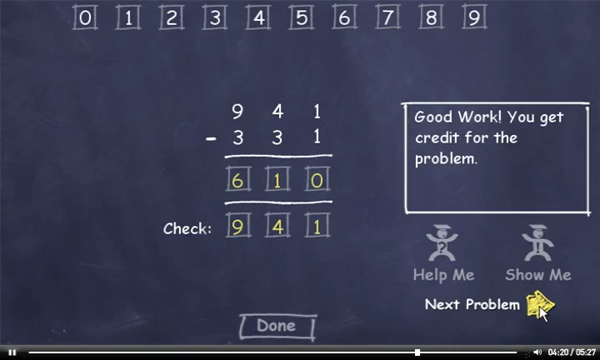 0 1 2 3 4 5 6 7 8 9
9 4 1
- 3 3 1
6 1 0
Check: 9 4 1
Good Work! You get
credit for the
problem.
?
!
Help Me Show Me
Next Problem
Done
04:20 / 05:27